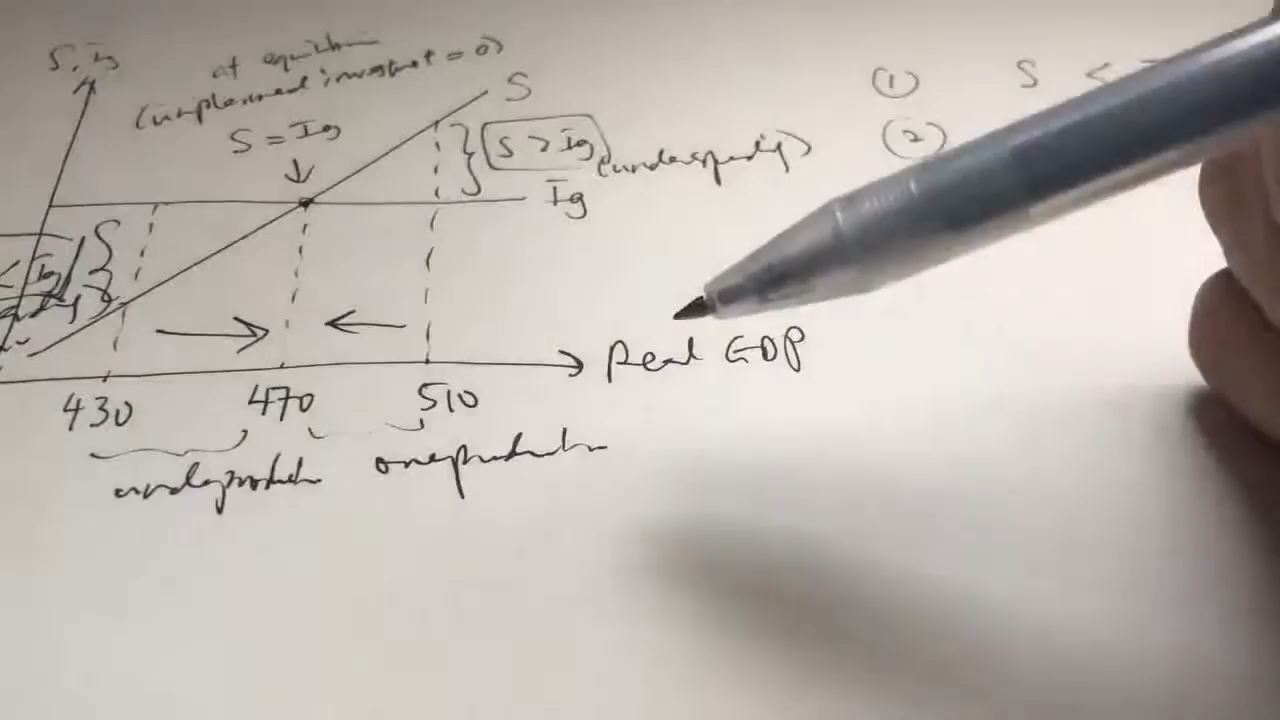 S, Ig
at equilibrium
(unplanned investment = 0)
S = Ig
S
S > Ig
(underspending)
Ig
< Ig
430
470
510
Real GDP
underproduction
overproduction
①
S <
②